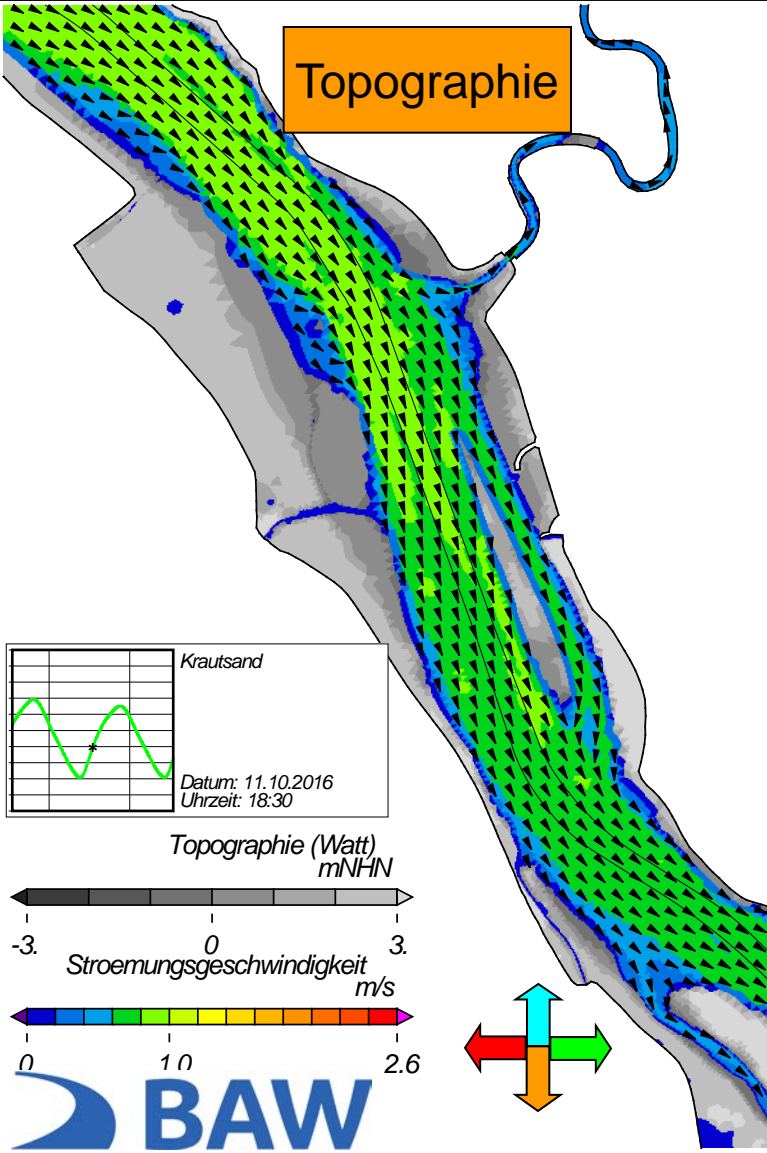 Topographie
Krautsand
Datum: 11.10.2016
Uhrzeit: 18:30
Topographie (Watt)
mNHN
-3. 0 3.
Stroemungsgeschwindigkeit
m/s
0 1.0 2.6
BAW